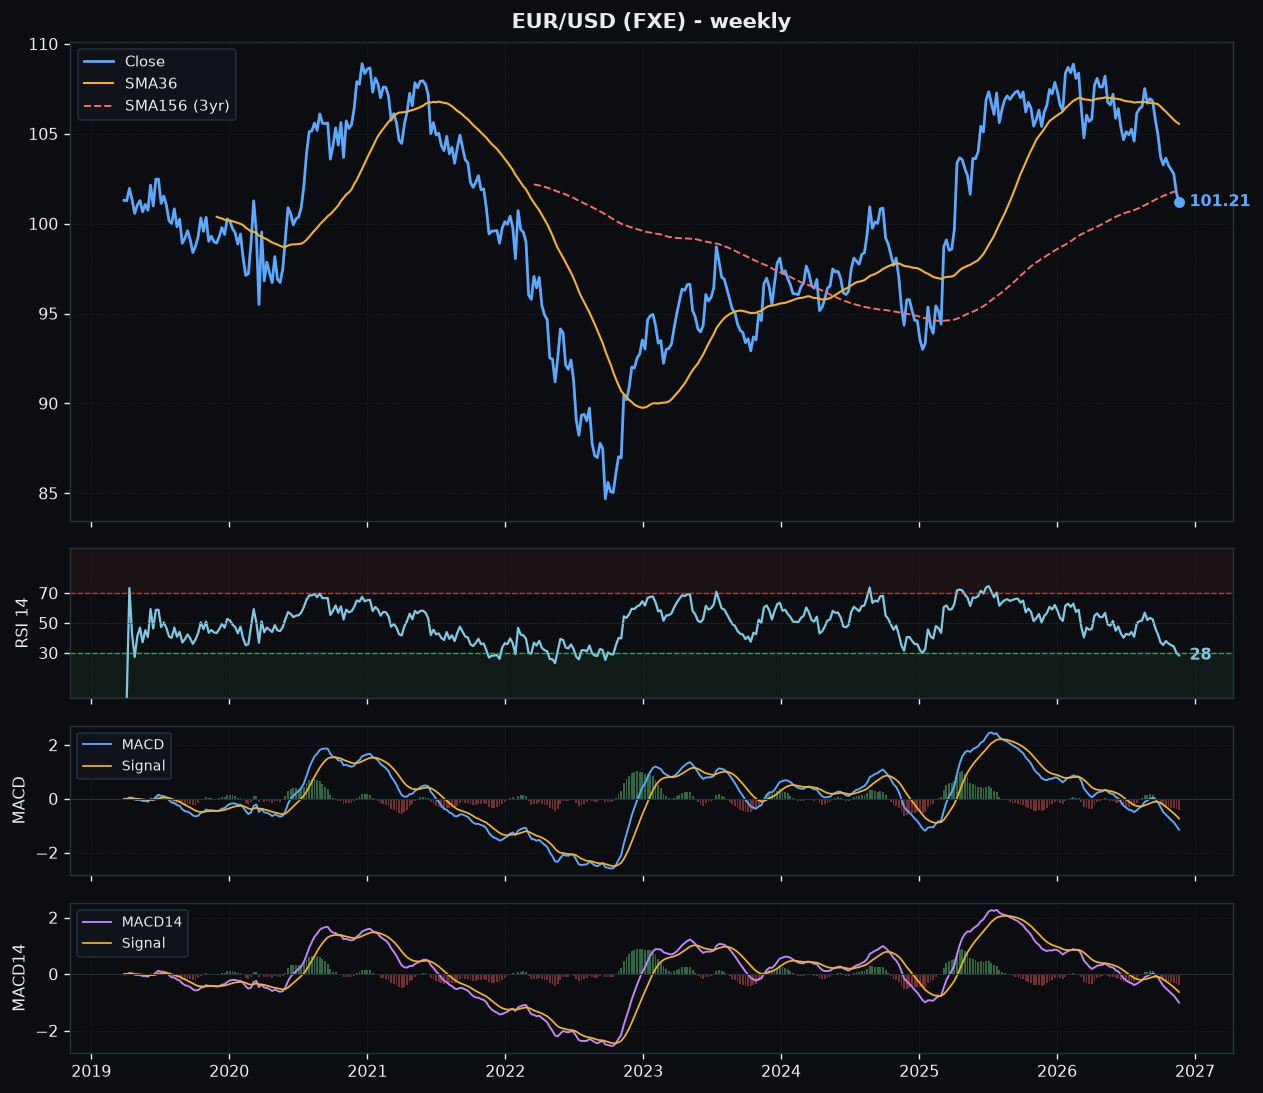 EUR/USD (FXE) - weekly
110
105
100
95
90
85
Close
SMA36
SMA156 (3yr)
101.21
RSI 14
70
50
30
28
MACD
2
0
−2
MACD
Signal
MACD14
2
0
−2
MACD14
Signal
2019 2020 2021 2022 2023 2024 2025 2026 2027